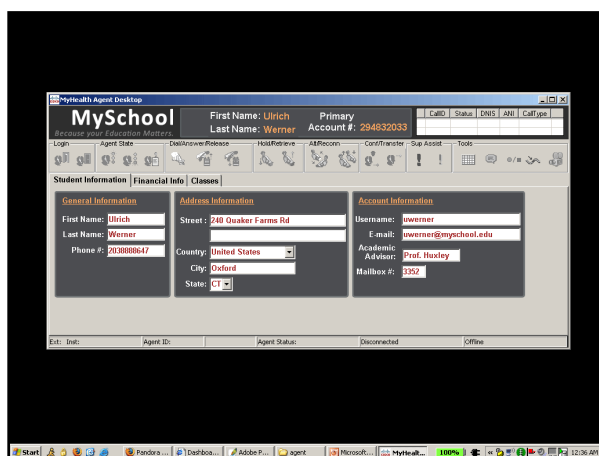 MyHealth Agent Desktop
MySchool
Because your Education Matters.
First Name: Ulrich
Last Name: Werner
Primary
Account #: 294832033
CallID Status DNIS ANI CallType
Login Agent State Dial/Answer/Release Hold/Retrieve Alt/Reconn Conf/Transfer Sup Assist Tools
Student Information Financial Info Classes
General Information
First Name: Ulrich
Last Name: Werner
Phone #: 2038888647
Address Information
Street : 240 Quaker Farms Rd
Country: United States
City: Oxford
State: CT
Account Information
Username: uwerner
E-mail: uwerner@myschool.edu
Academic
Advisor: Prof. Huxley
Mailbox #: 3352
Ext: Inst: Agent ID: Agent Status: Disconnected Offline
Start Pandora ... Dashboa... Adobe P... agent Microsoft... MyHealt... 100% 12:36 AM